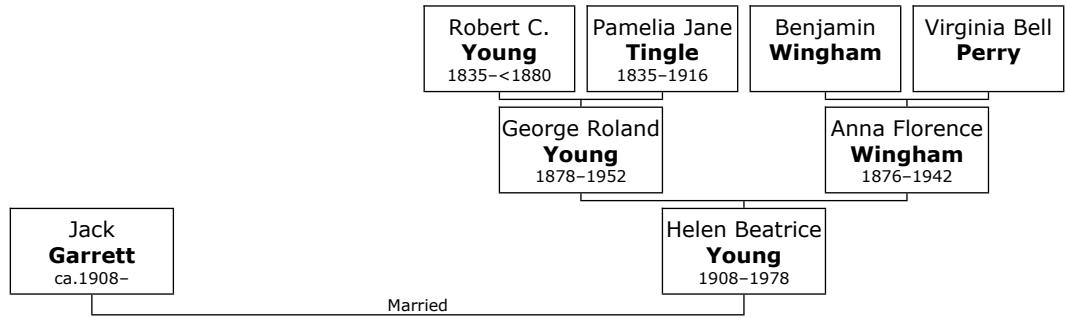 Robert C.
Young
1835–<1880
Pamelia Jane
Tingle
1835–1916
Benjamin
Wingham
Virginia Bell
Perry
George Roland
Young
1878–1952
Anna Florence
Wingham
1876–1942
Jack
Garrett
ca.1908–
Helen Beatrice
Young
1908–1978
Married